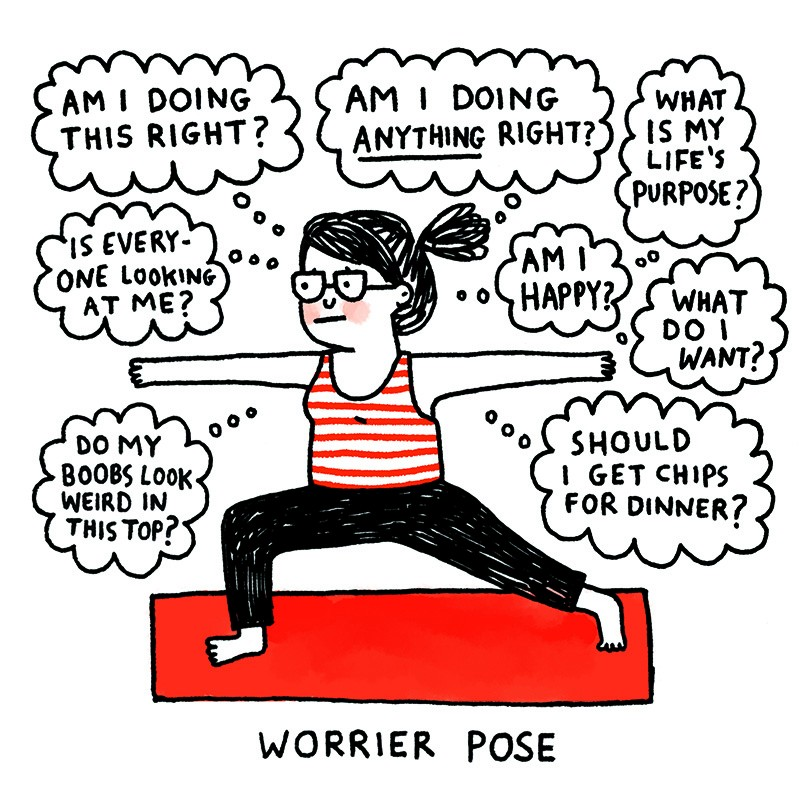 AM I DOING
THIS RIGHT?
AM I DOING
ANYTHING RIGHT?
WHAT
IS MY
LIFE'S
PURPOSE?
IS EVERY-
ONE LOOKING
AT ME?
AM I
HAPPY?
WHAT
DO I
WANT?
DO MY
BOOBS LOOK
WEIRD IN
THIS TOP?
SHOULD
I GET CHIPS
FOR DINNER?
WORRIER POSE